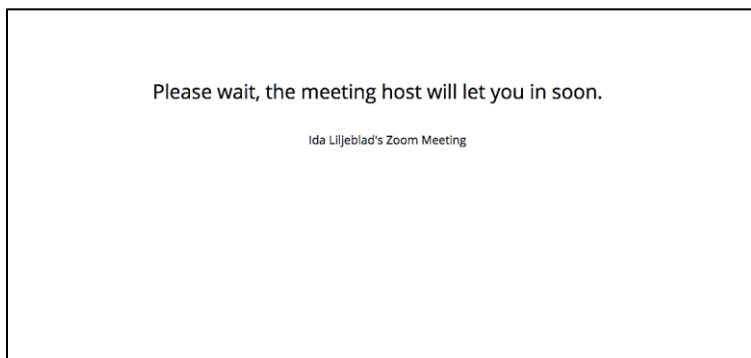 Please wait, the meeting host will let you in soon.
Ida Liljeblad's Zoom Meeting